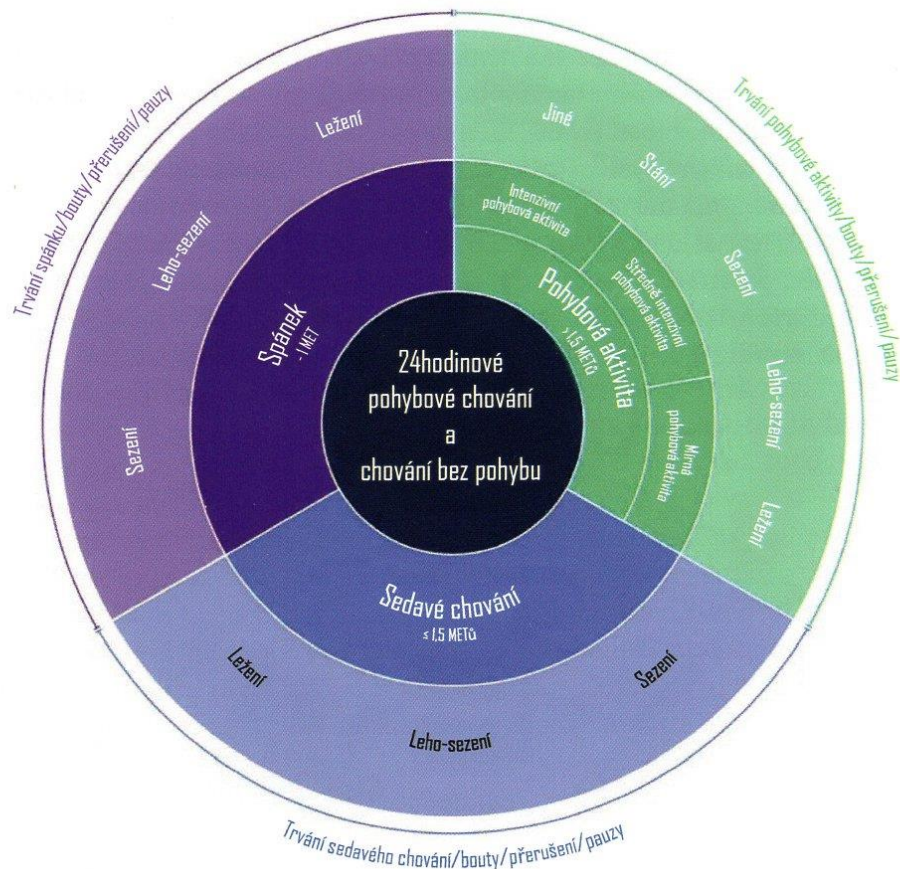 24hodinové
pohybové chování
a
chování bez pohybu
Spánek
~1 MET
Ležení
Leho-sezení
Sezení
Trvání spánku/bouty/přerušení/pauzy
Pohybová aktivita
> 1,5 METů
Intenzivní
pohybová aktivita
Středně intenzivní
pohybová aktivita
Mírná
pohybová aktivita
Jiné
Stání
Sezení
Leho-sezení
Ležení
Trvání pohybové aktivity/bouty/přerušení/pauzy
Sedavé chování
≤ 1,5 METů
Ležení
Leho-sezení
Sezení
Trvání sedavého chování/bouty/přerušení/pauzy